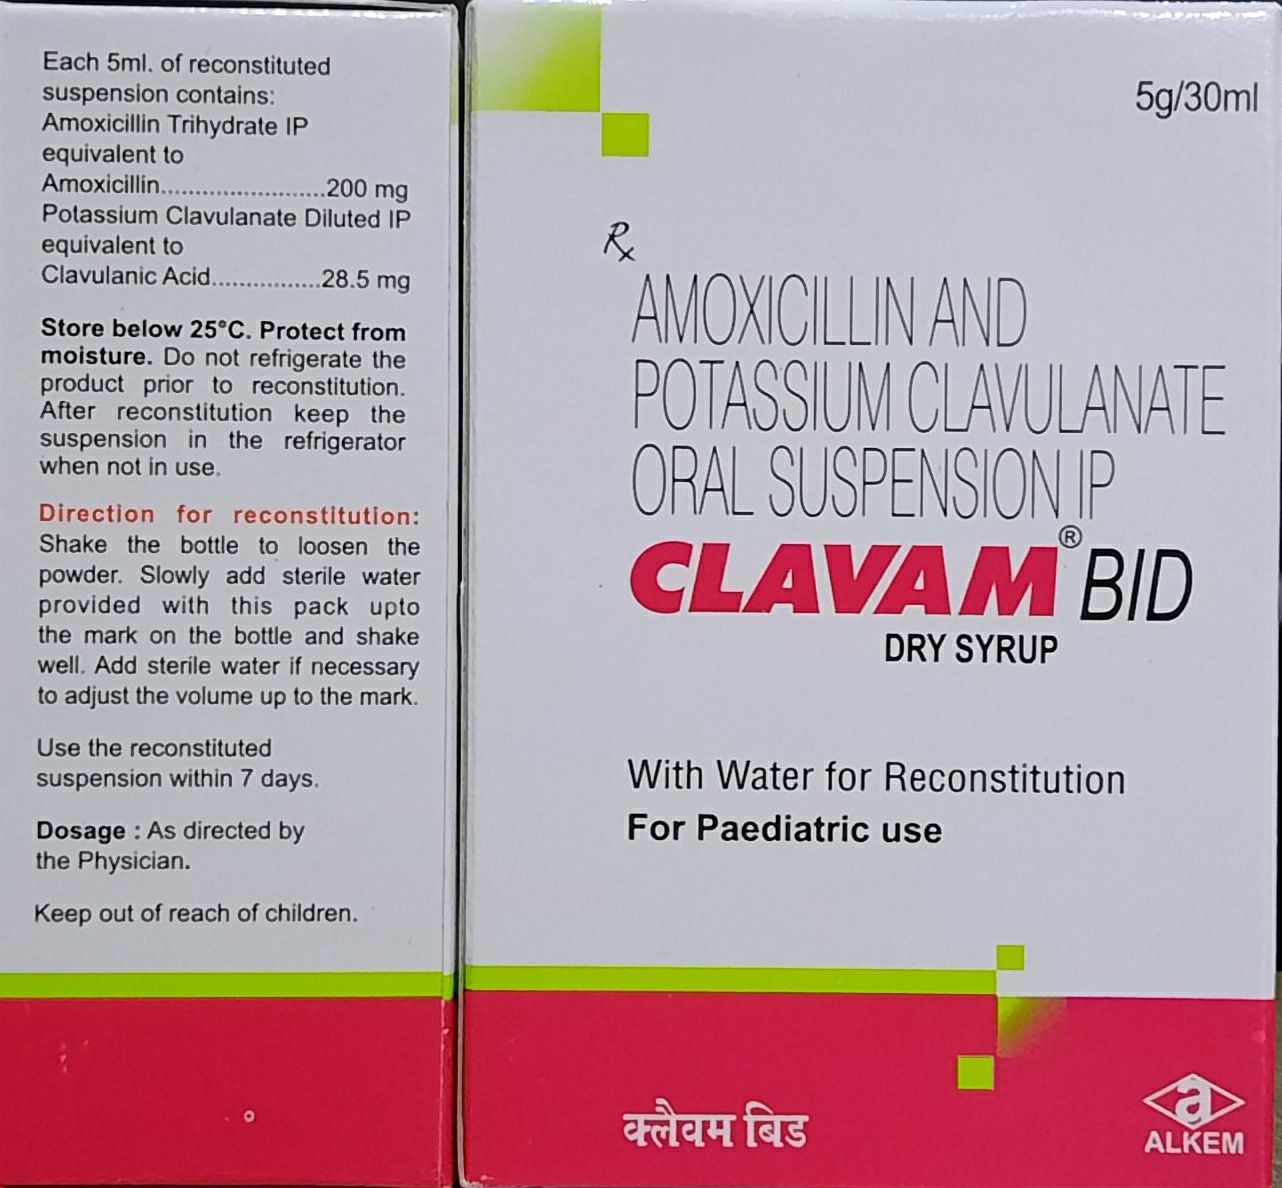 Each 5ml. of reconstituted
suspension contains:
Amoxicillin Trihydrate IP
equivalent to
Amoxicillin........................200 mg
Potassium Clavulanate Diluted IP
equivalent to
Clavulanic Acid................28.5 mg
Store below 25°C. Protect from
moisture. Do not refrigerate the
product prior to reconstitution.
After reconstitution keep the
suspension in the refrigerator
when not in use.
Direction for reconstitution:
Shake the bottle to loosen the
powder. Slowly add sterile water
provided with this pack upto
the mark on the bottle and shake
well. Add sterile water if necessary
to adjust the volume up to the mark.
Use the reconstituted
suspension within 7 days.
Dosage : As directed by
the Physician.
Keep out of reach of children.
5g/30ml
Rx
AMOXICILLIN AND
POTASSIUM CLAVULANATE
ORAL SUSPENSION IP
CLAVAM® BID
DRY SYRUP
With Water for Reconstitution
For Paediatric use
क्लैवम बिड
a
ALKEM